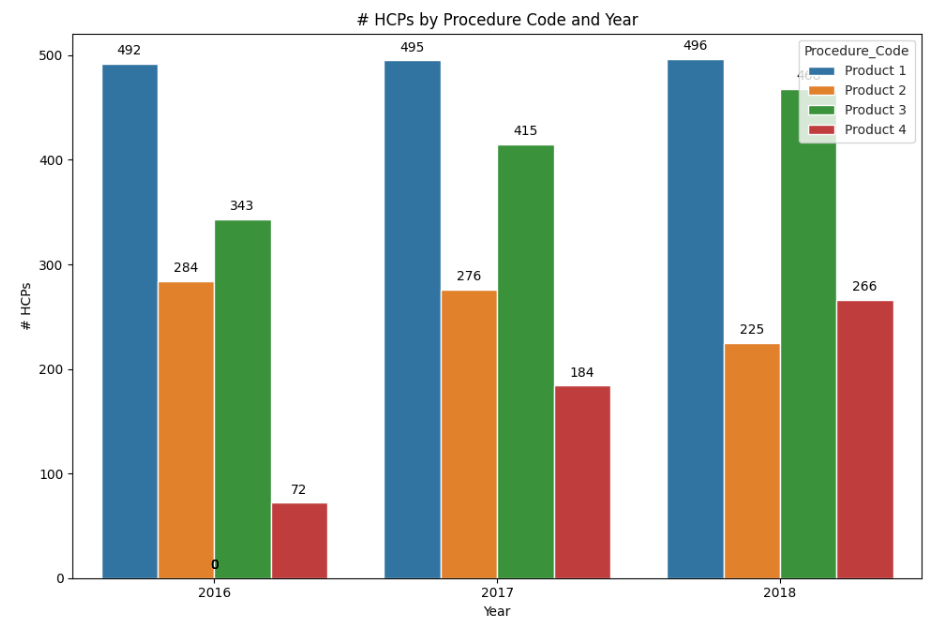 # HCPs by Procedure Code and Year
# HCPs
500
400
300
200
100
0
492
284
343
72
0
495
276
415
184
496
225
266
Procedure_Code
Product 1
Product 2
Product 3
Product 4
2016
2017
2018
Year